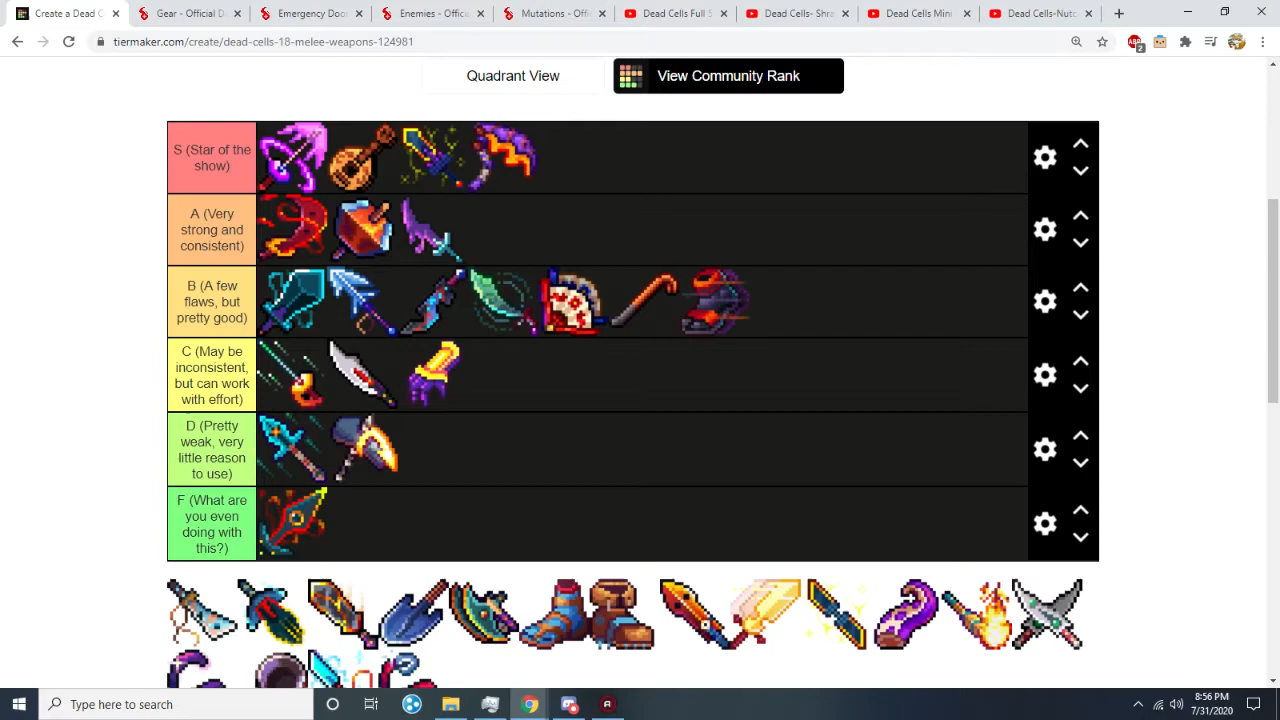 Create a Dead C
Gear - Official D
Emergency Doo
Enemies - Offici
Mutations - Offi
Dead Cells Full S
Dead Cells- Shra
Dead Cells Mini
Dead Cells-Nutc
tiermaker.com/create/dead-cells-18-melee-weapons-124981
ABP
2
Quadrant View
View Community Rank
S (Star of the
show)
A (Very
strong and
consistent)
B (A few
flaws, but
pretty good)
C (May be
inconsistent,
but can work
with effort)
D (Pretty
weak, very
little reason
to use)
F (What are
you even
doing with
this?)
Type here to search
8:56 PM
7/31/2020